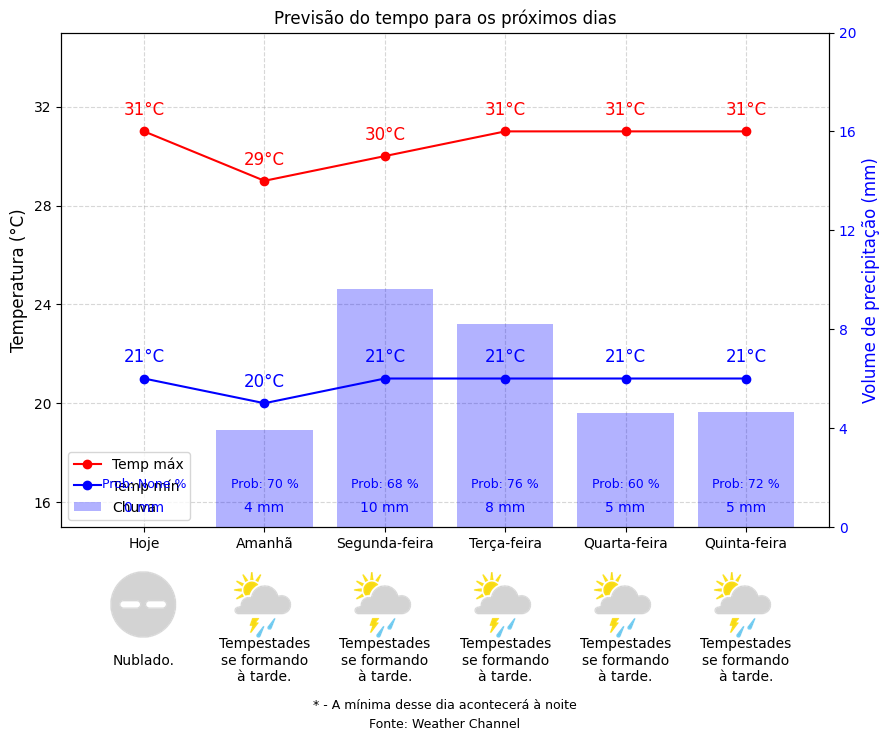 Previsão do tempo para os próximos dias
Temperatura (°C)
32
28
24
20
16
31°C
29°C
30°C
31°C
31°C
31°C
21°C
20°C
21°C
21°C
21°C
21°C
20
16
12
8
4
0
Volume de precipitação (mm)
Temp máx
Temp mín
Chuva
Prob: None %
Prob: 70 %
Prob: 68 %
Prob: 76 %
Prob: 60 %
Prob: 72 %
0 mm
4 mm
10 mm
8 mm
5 mm
5 mm
Hoje
Amanhã
Segunda-feira
Terça-feira
Quarta-feira
Quinta-feira
Nublado.
Tempestades
se formando
à tarde.
Tempestades
se formando
à tarde.
Tempestades
se formando
à tarde.
Tempestades
se formando
à tarde.
Tempestades
se formando
à tarde.
* - A mínima desse dia acontecerá à noite
Fonte: Weather Channel